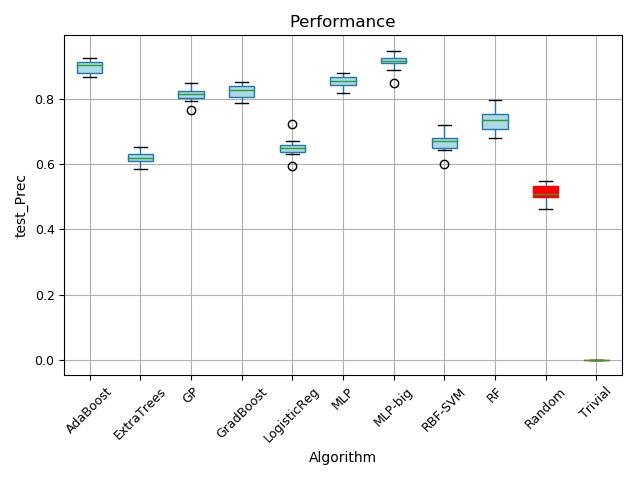 Performance
test_Prec
0.8
0.6
0.4
0.2
0.0
AdaBoost
ExtraTrees
GP
GradBoost
LogisticReg
MLP
MLP-big
RBF-SVM
RF
Random
Trivial
Algorithm